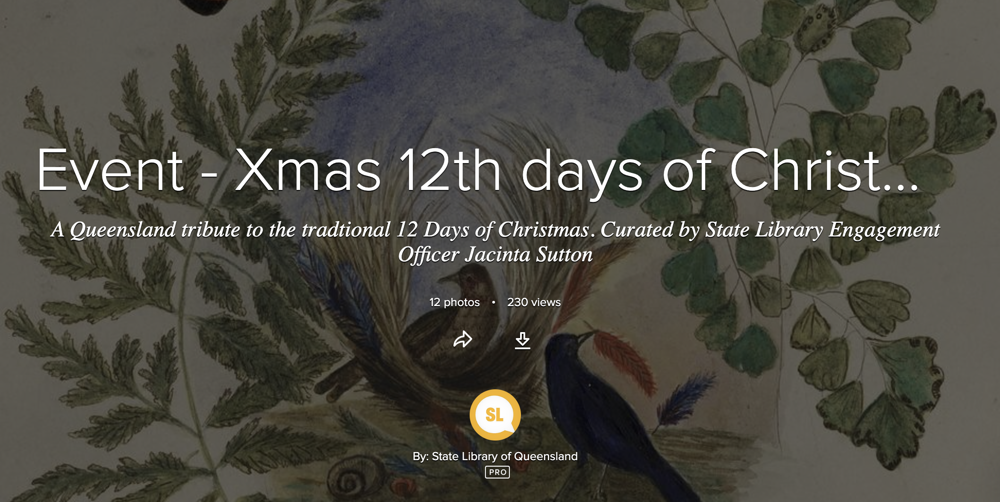 Event - Xmas 12th days of Christ...
A Queensland tribute to the tradtional 12 Days of Christmas. Curated by State Library Engagement
Officer Jacinta Sutton
12 photos • 230 views
SL
By: State Library of Queensland
PRO